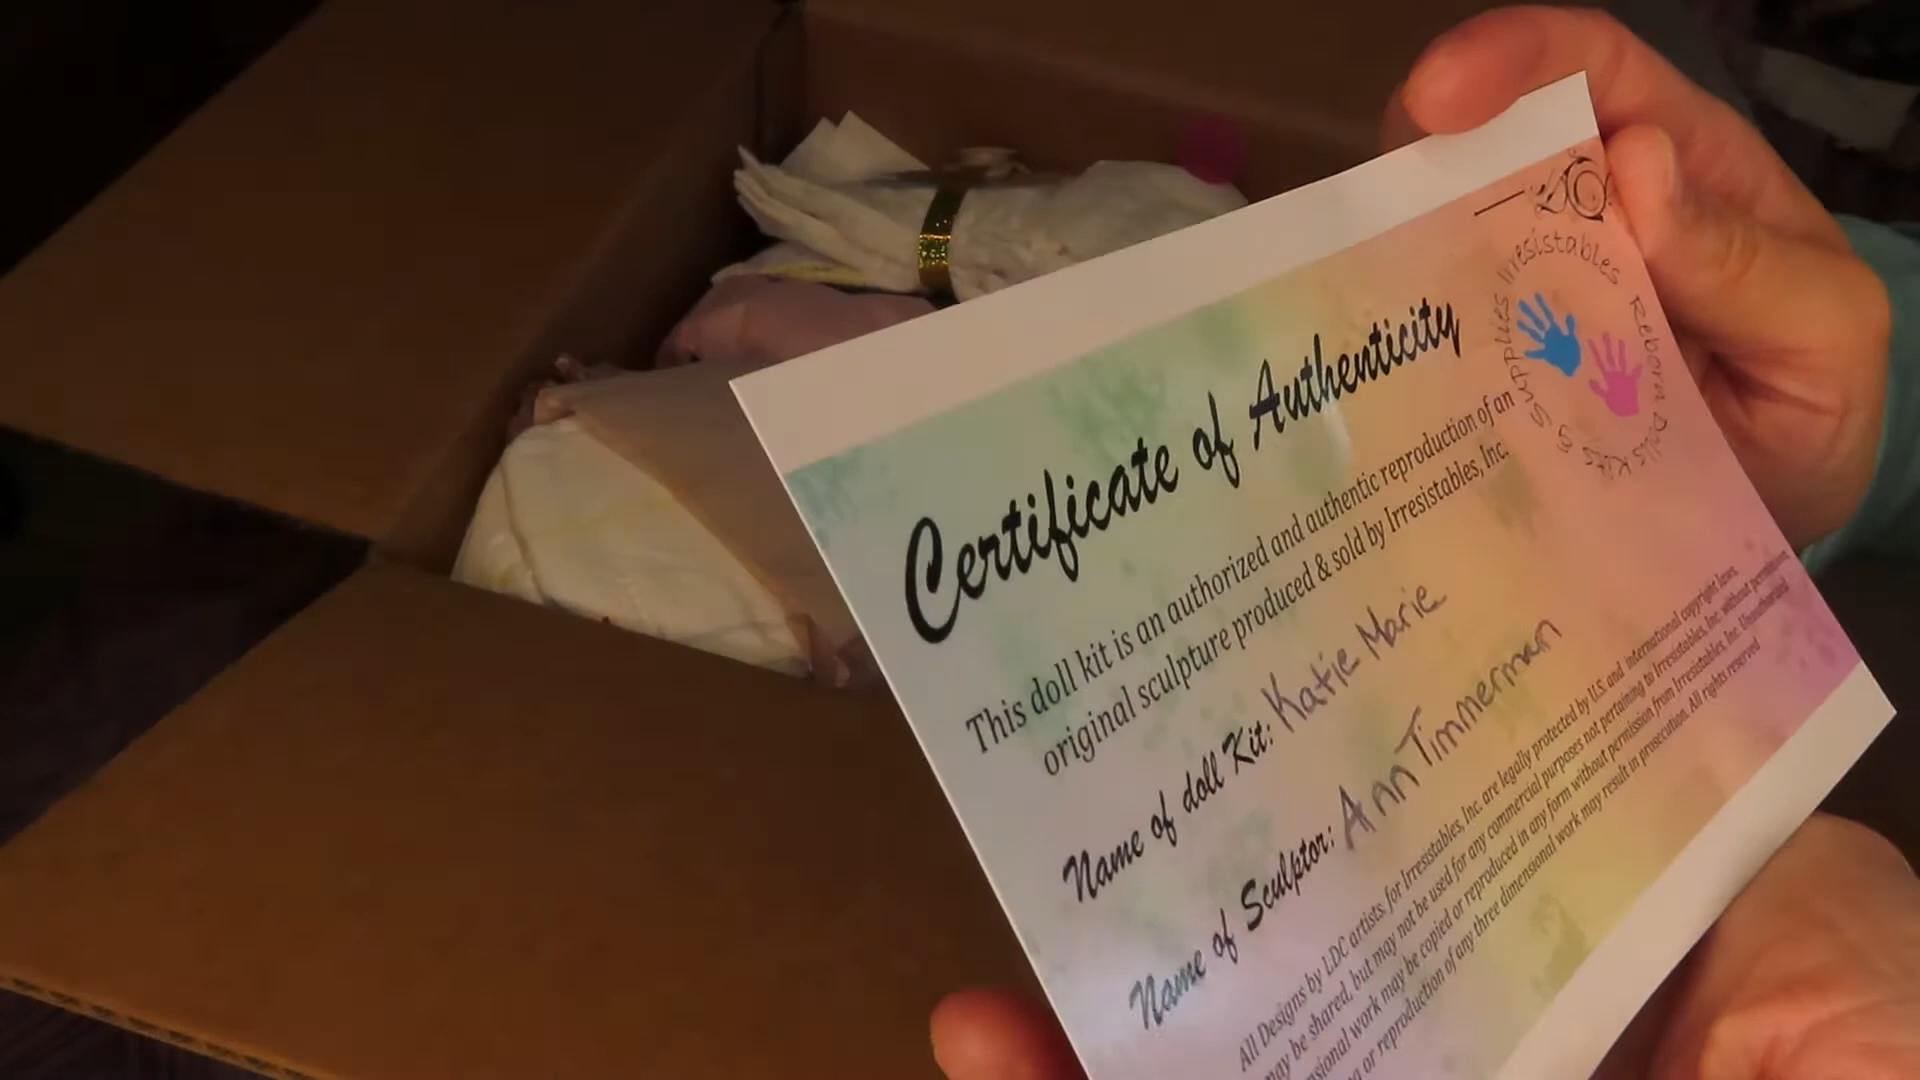 Irresistables Reborn Dolls Kits & Supplies
Certificate of Authenticity
This doll kit is an authorized and authentic reproduction of an
original sculpture produced & sold by Irresistables, Inc.
Name of doll Kit: Katie Marie
Name of Sculptor: Ann Timmerman
All Designs by LDC artists for Irresistables, Inc. are legally protected by U.S. and international copyright laws.
may be shared, but may not be used for any commercial purposes not pertaining to Irresistables, Inc. without permission.
work may be copied or reproduced in any form without permission from Irresistables, Inc. Unauthorized
or reproduction of any three dimensional work may result in prosecution. All rights reserved